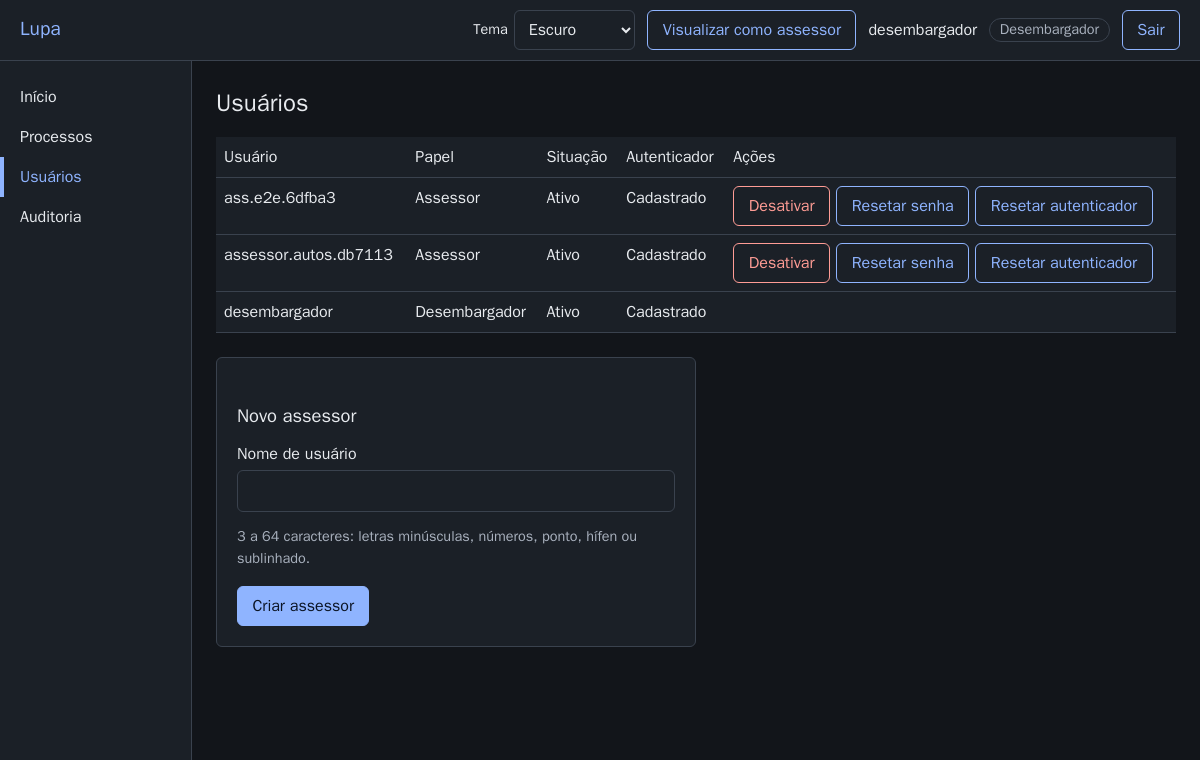 Lupa
Tema Escuro Visualizar como assessor desembargador Desembargador Sair
Início
Processos
Usuários
Auditoria
Usuários
Usuário Papel Situação Autenticador Ações
ass.e2e.6dfba3 Assessor Ativo Cadastrado Desativar Resetar senha Resetar autenticador
assessor.autos.db7113 Assessor Ativo Cadastrado Desativar Resetar senha Resetar autenticador
desembargador Desembargador Ativo Cadastrado
Novo assessor
Nome de usuário
3 a 64 caracteres: letras minúsculas, números, ponto, hífen ou
sublinhado.
Criar assessor